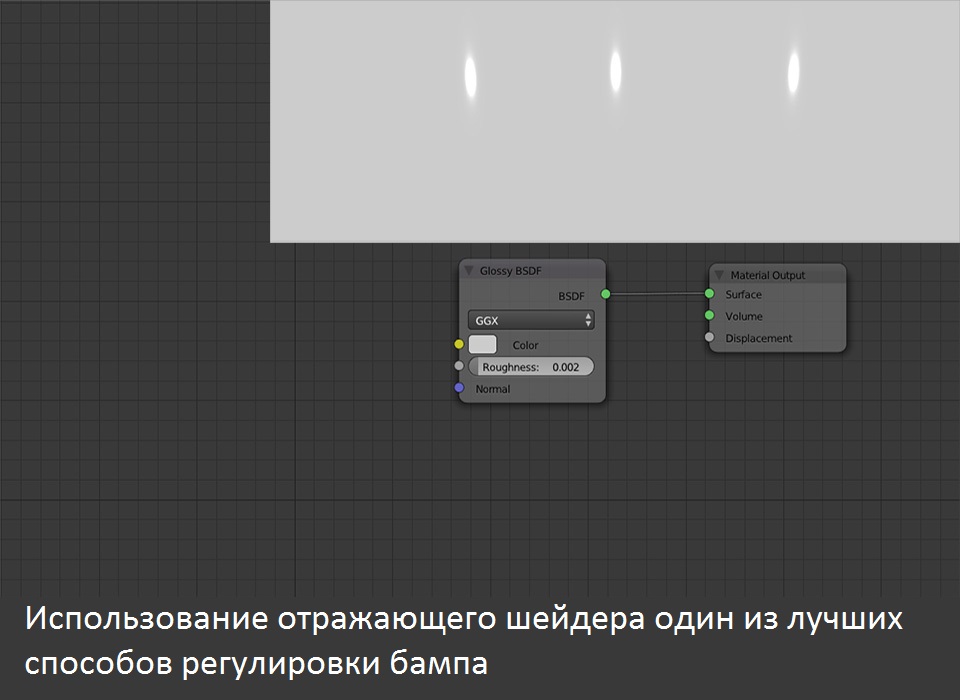 Glossy BSDF
BSDF
GGX
Color
Roughness: 0.002
Normal
Material Output
Surface
Volume
Displacement
Использование отражающего шейдера один из лучших
способов регулировки бампа